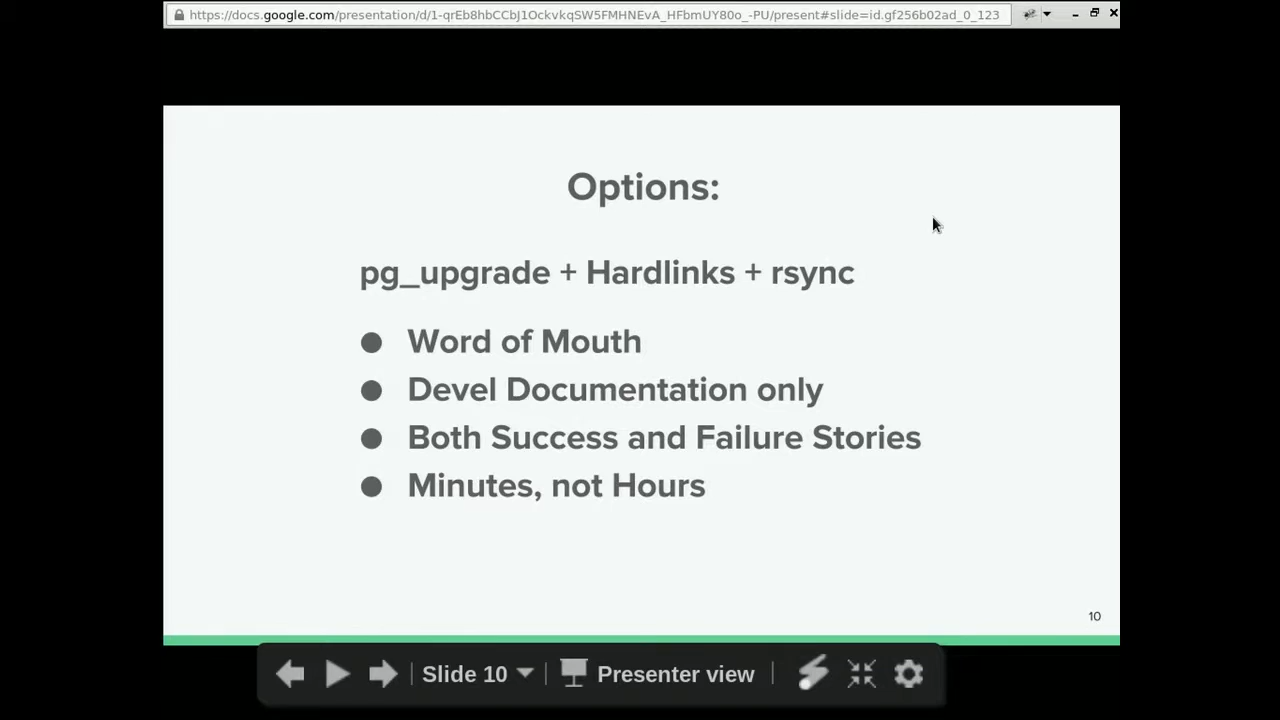 https://docs.google.com/presentation/d/1-qrEb8hbCCbJ1OckvkqSW5FMHNEvA_HFbmUY80o_-PU/present#slide=id.gf256b02ad_0_123
Options:
pg_upgrade + Hardlinks + rsync
● Word of Mouth
● Devel Documentation only
● Both Success and Failure Stories
● Minutes, not Hours
10
Slide 10
Presenter view